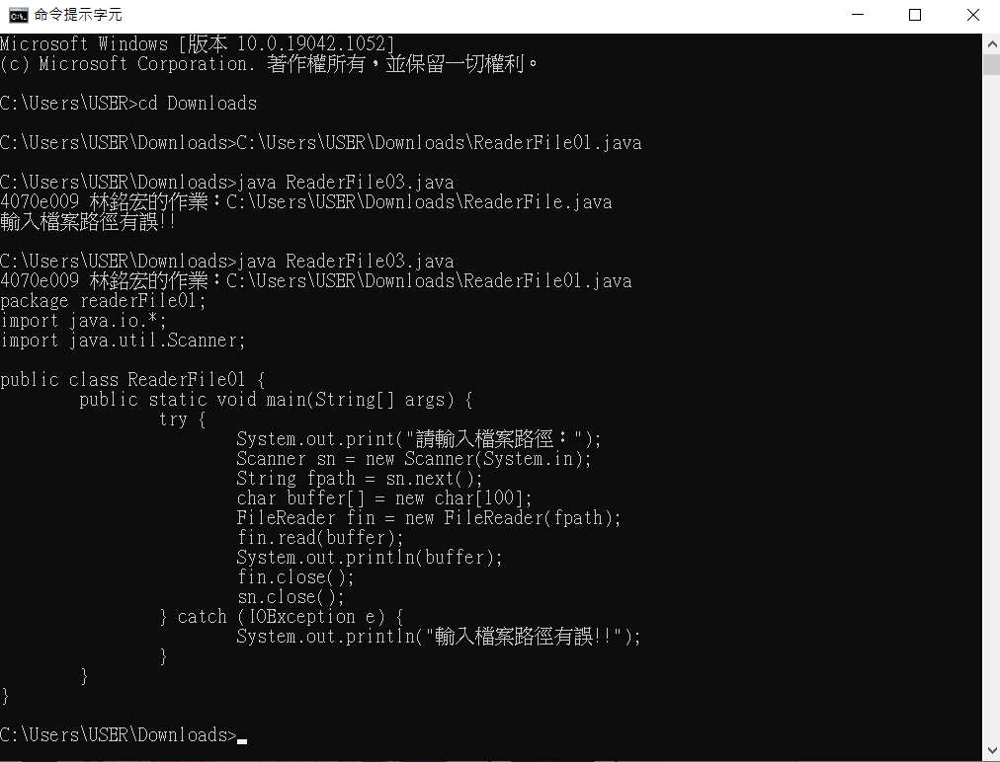 命令提示字元
Microsoft Windows [版本 10.0.19042.1052]
(c) Microsoft Corporation. 著作權所有，並保留一切權利。
C:\Users\USER>cd Downloads
C:\Users\USER\Downloads>C:\Users\USER\Downloads\ReaderFile01.java
C:\Users\USER\Downloads>java ReaderFile03.java
4070e009 林銘宏的作業：C:\Users\USER\Downloads\ReaderFile.java
輸入檔案路徑有誤!!
C:\Users\USER\Downloads>java ReaderFile03.java
4070e009 林銘宏的作業：C:\Users\USER\Downloads\ReaderFile01.java
package readerFile01;
import java.io.*;
import java.util.Scanner;
public class ReaderFile01 {
public static void main(String[] args) {
try {
System.out.print("請輸入檔案路徑：");
Scanner sn = new Scanner(System.in);
String fpath = sn.next();
char buffer[] = new char[100];
FileReader fin = new FileReader(fpath);
fin.read(buffer);
System.out.println(buffer);
fin.close();
sn.close();
} catch (IOException e) {
System.out.println("輸入檔案路徑有誤!!");
}
}
}
C:\Users\USER\Downloads>